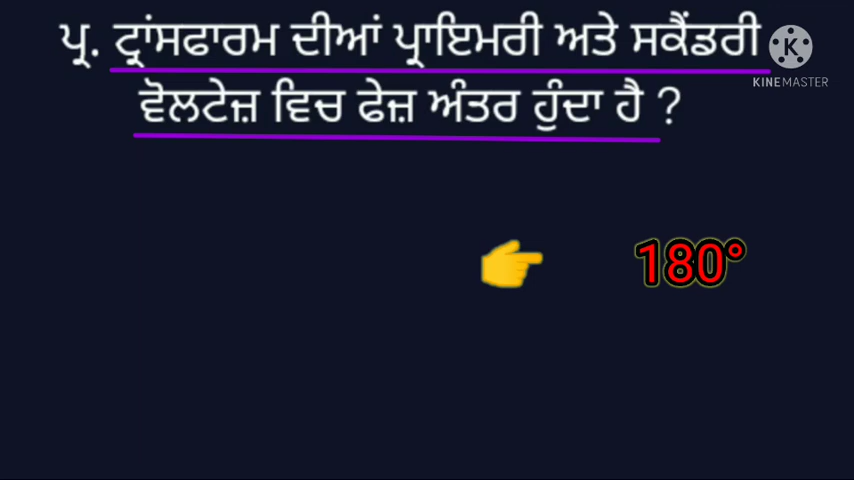 ਪ੍ਰ. ਟ੍ਰਾਂਸਫਾਰਮ ਦੀਆਂ ਪ੍ਰਾਇਮਰੀ ਅਤੇ ਸਕੈਂਡਰੀ
ਵੋਲਟੇਜ਼ ਵਿਚ ਫੇਜ਼ ਅੰਤਰ ਹੁੰਦਾ ਹੈ ?
K
KINEMASTER
👉 180°